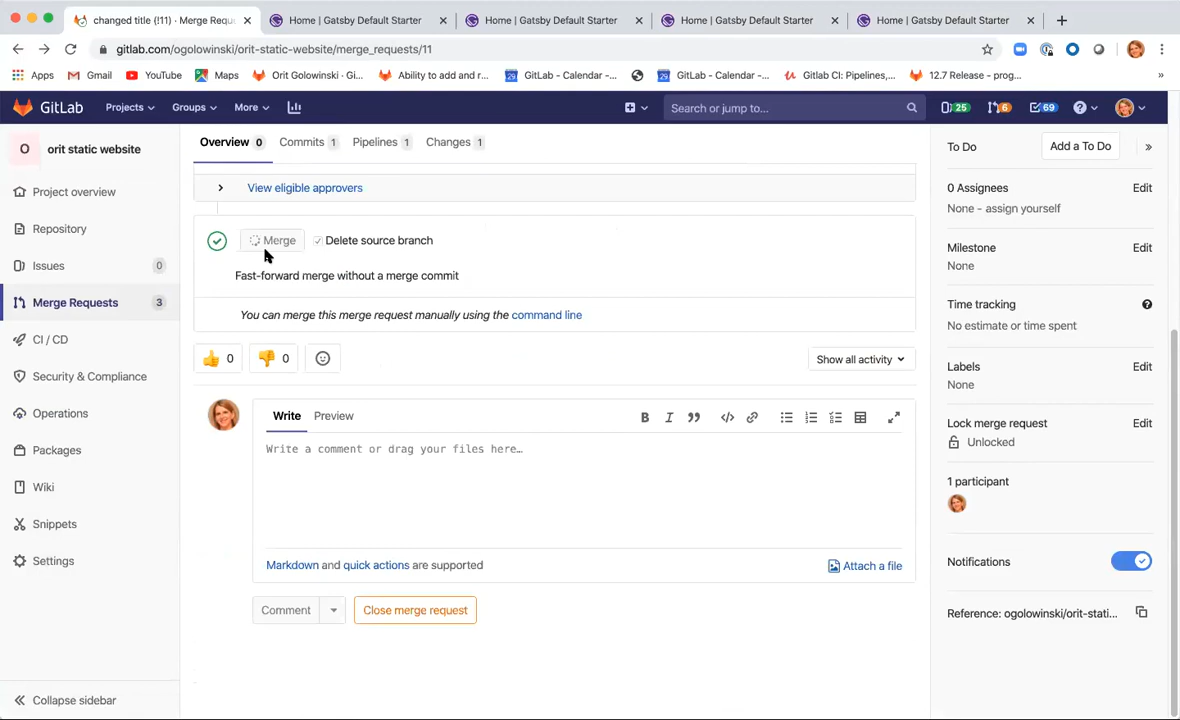 changed title (!11) · Merge Requ
Home | Gatsby Default Starter
Home | Gatsby Default Starter
Home | Gatsby Default Starter
Home | Gatsby Default Starter
gitlab.com/ogolowinski/orit-static-website/merge_requests/11
Apps
Gmail
YouTube
Maps
Orit Golowinski · Gi...
Ability to add and r...
GitLab - Calendar -...
GitLab - Calendar -...
Gitlab CI: Pipelines,...
12.7 Release - prog...
»
GitLab
Projects
Groups
More
Search or jump to...
25
6
69
O
orit static website
Project overview
Repository
Issues 0
Merge Requests 3
CI / CD
Security & Compliance
Operations
Packages
Wiki
Snippets
Settings
Collapse sidebar
Overview 0
Commits 1
Pipelines 1
Changes 1
View eligible approvers
Merge
Delete source branch
Fast-forward merge without a merge commit
You can merge this merge request manually using the command line
0
0
Show all activity
Write
Preview
Write a comment or drag your files here…
Markdown and quick actions are supported
Attach a file
Comment
Close merge request
To Do
Add a To Do
»
0 Assignees
Edit
None - assign yourself
Milestone
Edit
None
Time tracking
No estimate or time spent
Labels
Edit
None
Lock merge request
Edit
Unlocked
1 participant
Notifications
Reference: ogolowinski/orit-stati...